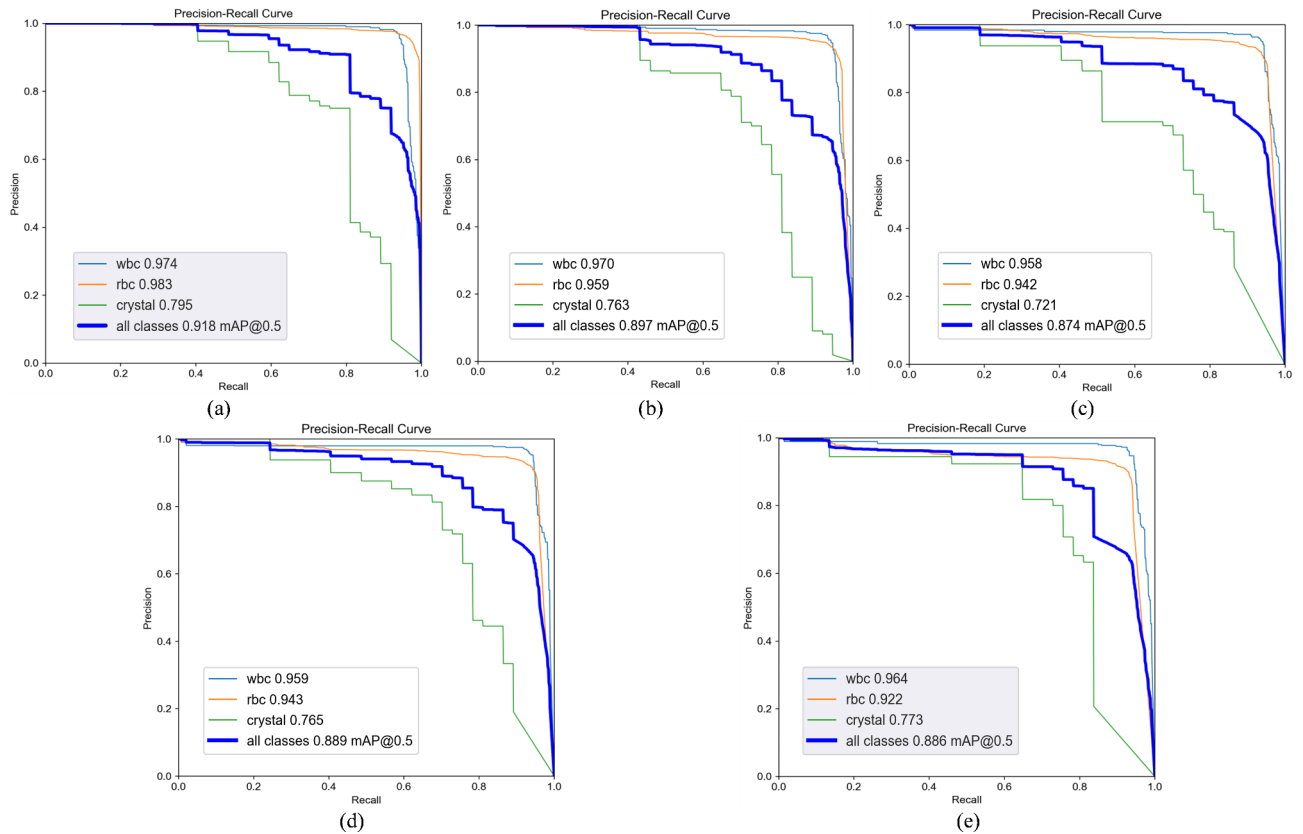 Precision-Recall Curve
1.0
0.8
0.6
0.4
0.2
0.0
Precision
wbc 0.974
rbc 0.983
crystal 0.795
all classes 0.918 mAP@0.5
0.0 0.2 0.4 0.6 0.8 1.0
Recall
(a)
Precision-Recall Curve
1.0
0.8
0.6
0.4
0.2
0.0
Precision
wbc 0.970
rbc 0.959
crystal 0.763
all classes 0.897 mAP@0.5
0.0 0.2 0.4 0.6 0.8 1.0
Recall
(b)
Precision-Recall Curve
1.0
0.8
0.6
0.4
0.2
0.0
Precision
wbc 0.958
rbc 0.942
crystal 0.721
all classes 0.874 mAP@0.5
0.0 0.2 0.4 0.6 0.8 1.0
Recall
(c)
Precision-Recall Curve
1.0
0.8
0.6
0.4
0.2
0.0
Precision
wbc 0.959
rbc 0.943
crystal 0.765
all classes 0.889 mAP@0.5
0.0 0.2 0.4 0.6 0.8 1.0
Recall
(d)
Precision-Recall Curve
1.0
0.8
0.6
0.4
0.2
0.0
Precision
wbc 0.964
rbc 0.922
crystal 0.773
all classes 0.886 mAP@0.5
0.0 0.2 0.4 0.6 0.8 1.0
Recall
(e)